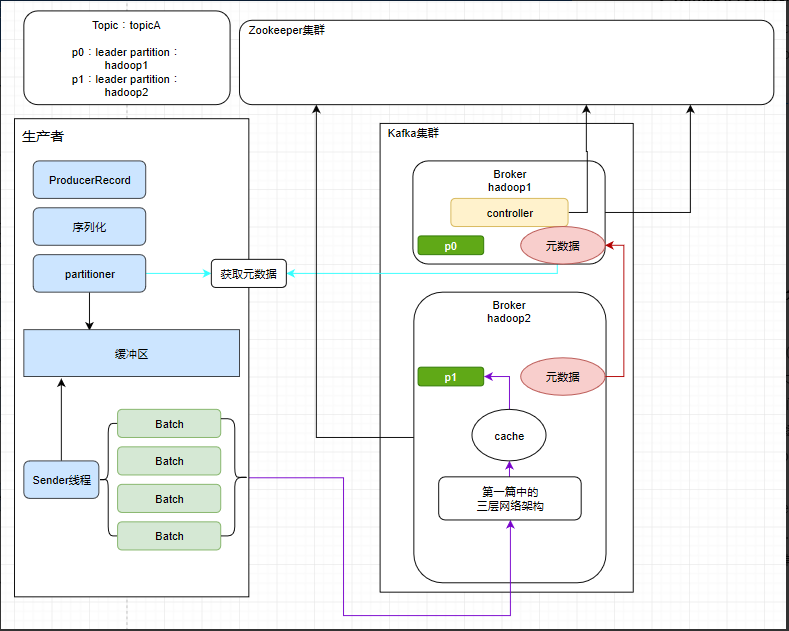 Topic：topicA
p0：leader partition：
hadoop1
p1：leader partition：
hadoop2
Zookeeper集群
生产者
ProducerRecord
序列化
partitioner
获取元数据
缓冲区
Sender线程
Batch
Batch
Batch
Batch
Kafka集群
Broker
hadoop1
controller
p0
元数据
Broker
hadoop2
p1
元数据
cache
第一篇中的
三层网络架构